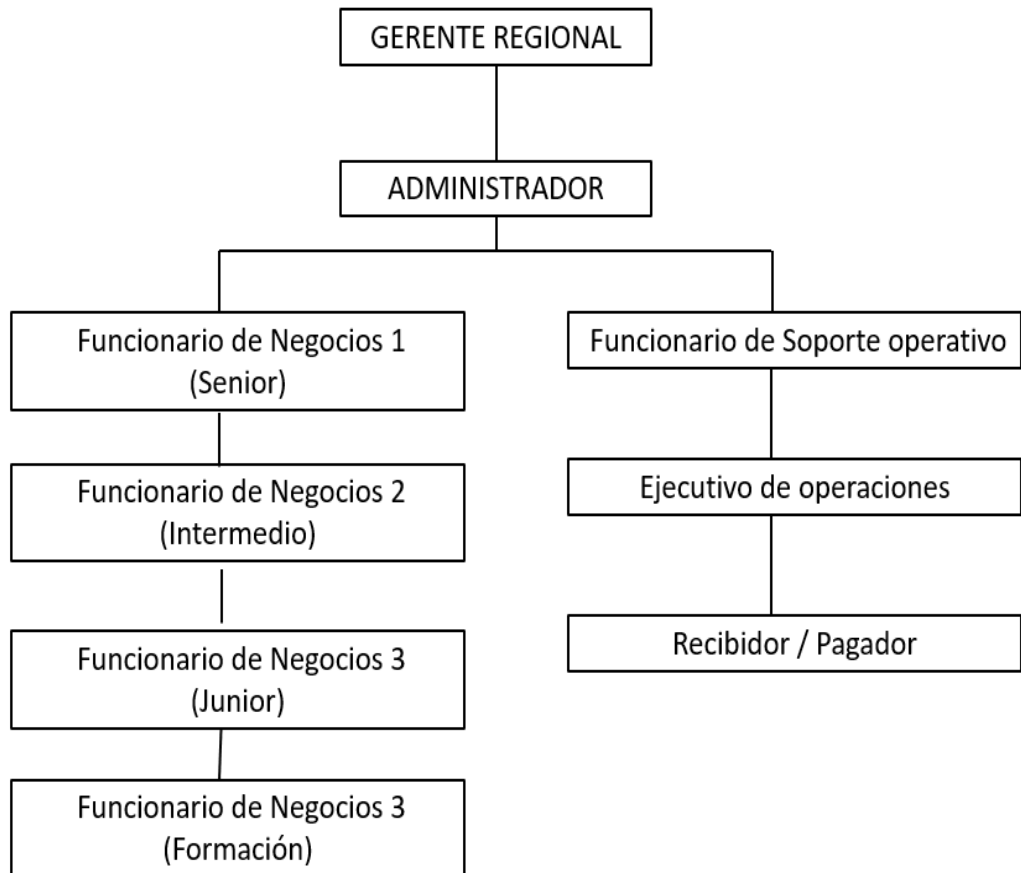 GERENTE REGIONAL
ADMINISTRADOR
Funcionario de Negocios 1
(Senior)
Funcionario de Negocios 2
(Intermedio)
Funcionario de Negocios 3
(Junior)
Funcionario de Negocios 3
(Formación)
Funcionario de Soporte operativo
Ejecutivo de operaciones
Recibidor / Pagador